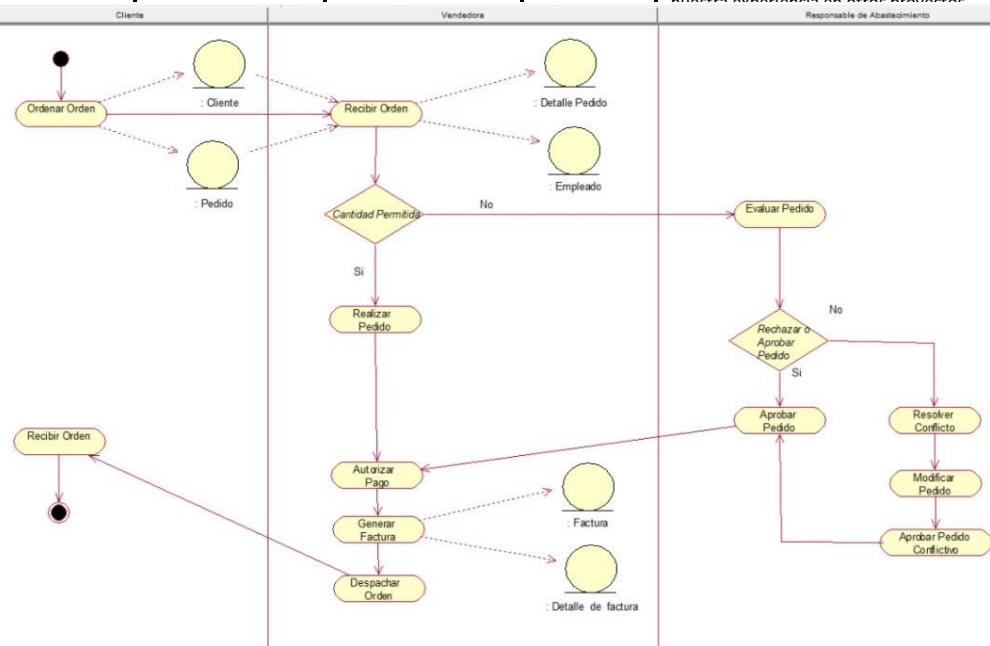 Cliente
Vendedora
Responsable de Abastecimiento
Ordenar Orden
: Cliente
: Pedido
Recibir Orden
: Detalle Pedido
: Empleado
Cantidad Permitida
No
Si
Evaluar Pedido
Realizar
Pedido
Rechazar o
Aprobar
Pedido
No
Si
Aprobar
Pedido
Resolver
Conflicto
Recibir Orden
Autorizar
Pago
Modificar
Pedido
Generar
Factura
: Factura
Aprobar Pedido
Conflictivo
Despachar
Orden
: Detalle de factura